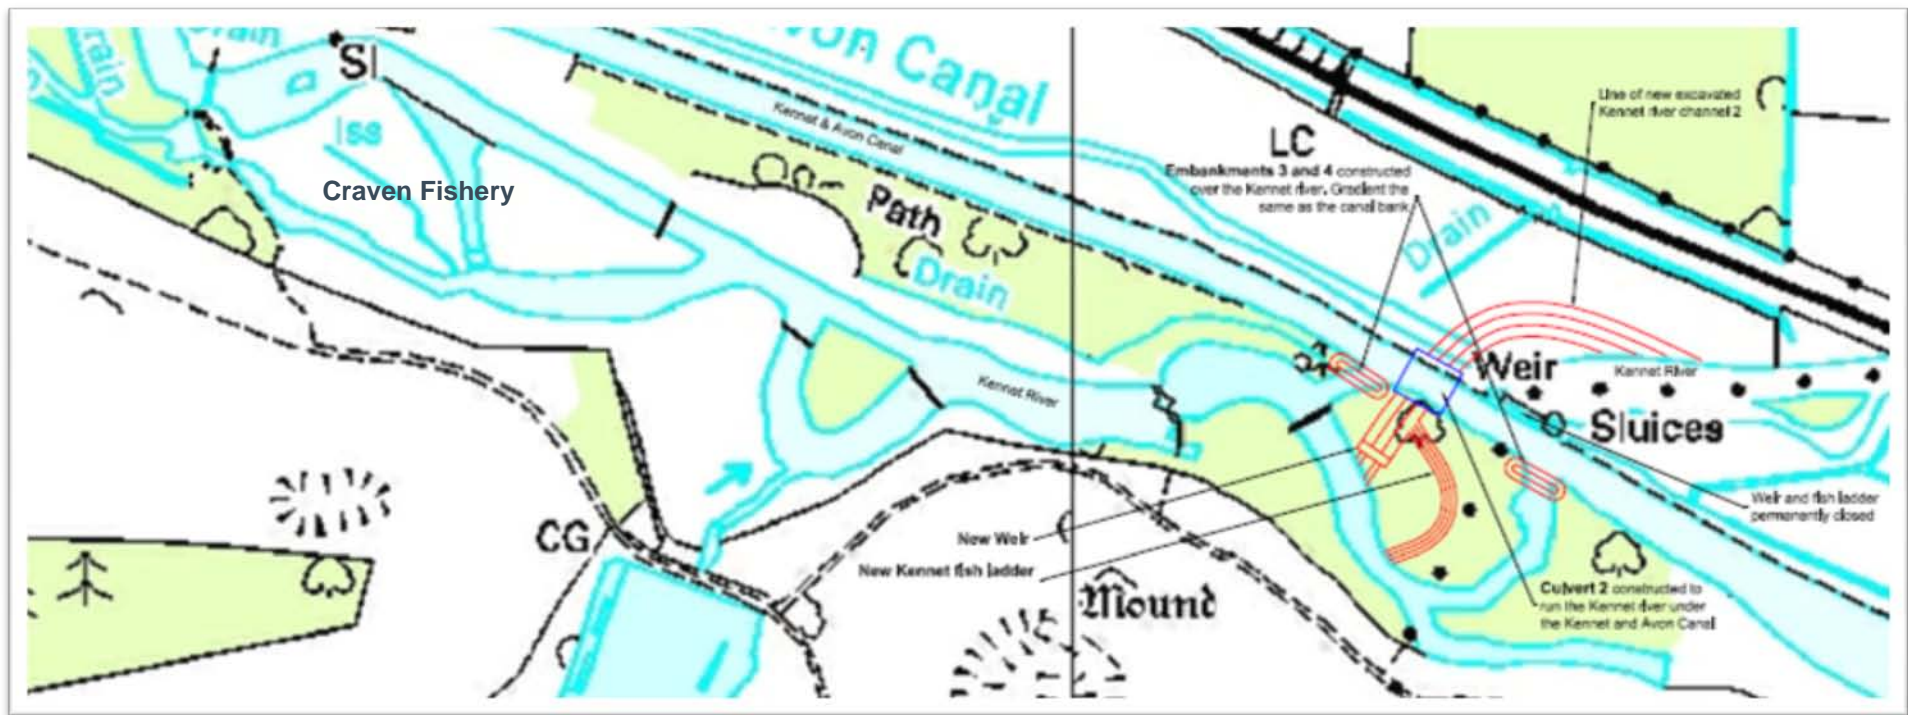 Drain
rain
Sl
Iss
Craven Fishery
von Canal
Kennet & Avon Canal
Path
Drain
LC
Embankments 3 and 4 constructed
over the Kennet river. Gradient the
same as the canal bank
Line of new excavated
Kennet river channel 2
Drain
Weir
Kennet River
Sluices
Kennet River
Weir and fish ladder
permanently closed
CG
New Weir
New Kennet fish ladder
Mound
Culvert 2 constructed to
run the Kennet river under
the Kennet and Avon Canal